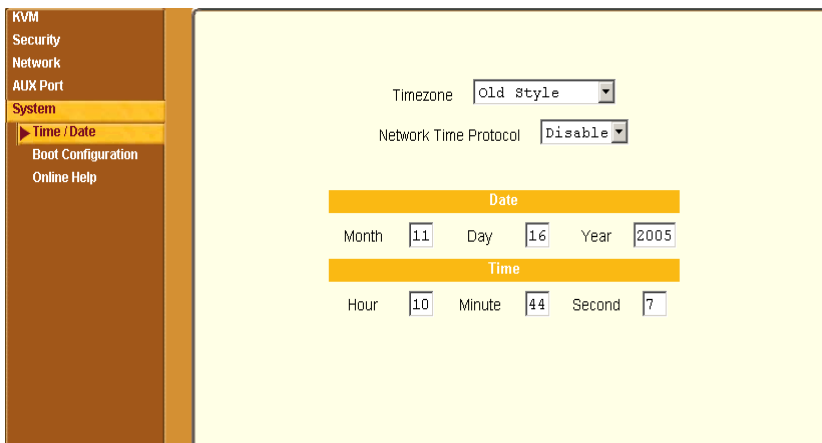 KVM
Security
Network
AUX Port
System
Time / Date
Boot Configuration
Online Help
Timezone Old Style
Network Time Protocol Disable
Date
Month 11 Day 16 Year 2005
Time
Hour 10 Minute 44 Second 7